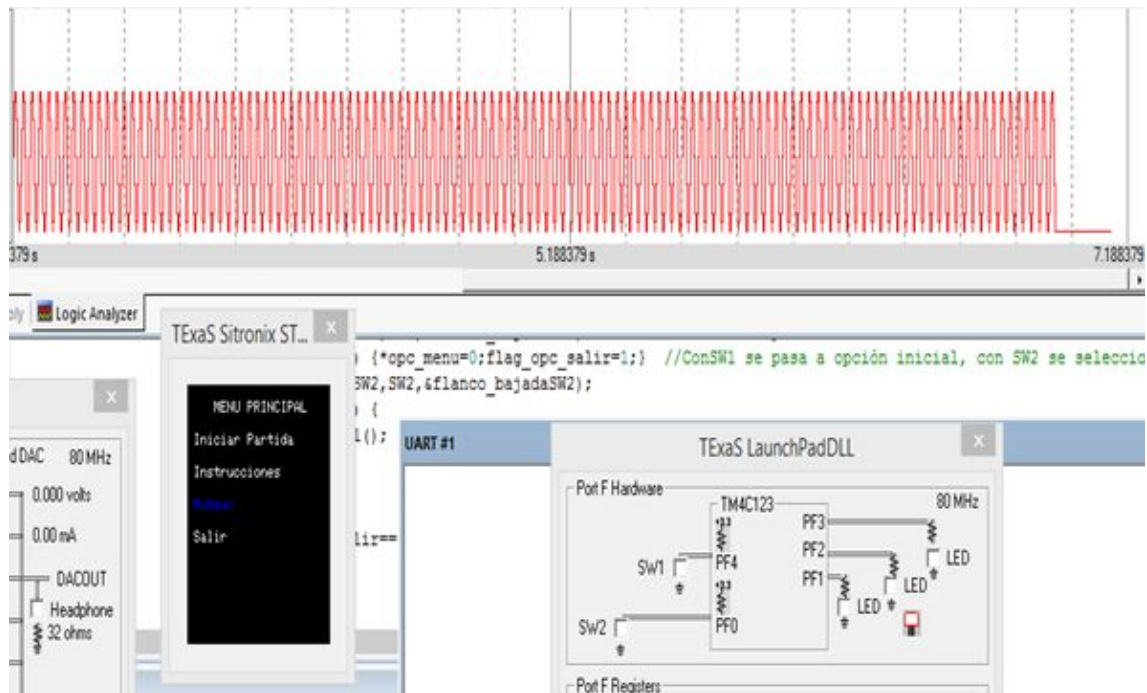 379 s
5.188379 s
7.188379
Logic Analyzer
TExaS Sitronix ST...
) {*opc_menu=0;flag_opc_salir=1;} //ConSW1 se pasa a opción inicial, con SW2 se seleccio
SW2,SW2,&flanco_bajadaSW2);
) {
l();
lir==
MENU PRINCIPAL
Iniciar Partida
Instrucciones
Salir
d DAC 80 MHz
0.000 volts
0.00 mA
DACOUT
Headphone
32 ohms
UART #1
TExaS LaunchPadDLL
Port F Hardware
TM4C123
80 MHz
PF3
PF2
PF1
PF4
PF0
SW1
SW2
LED
LED
LED
Port F Registers